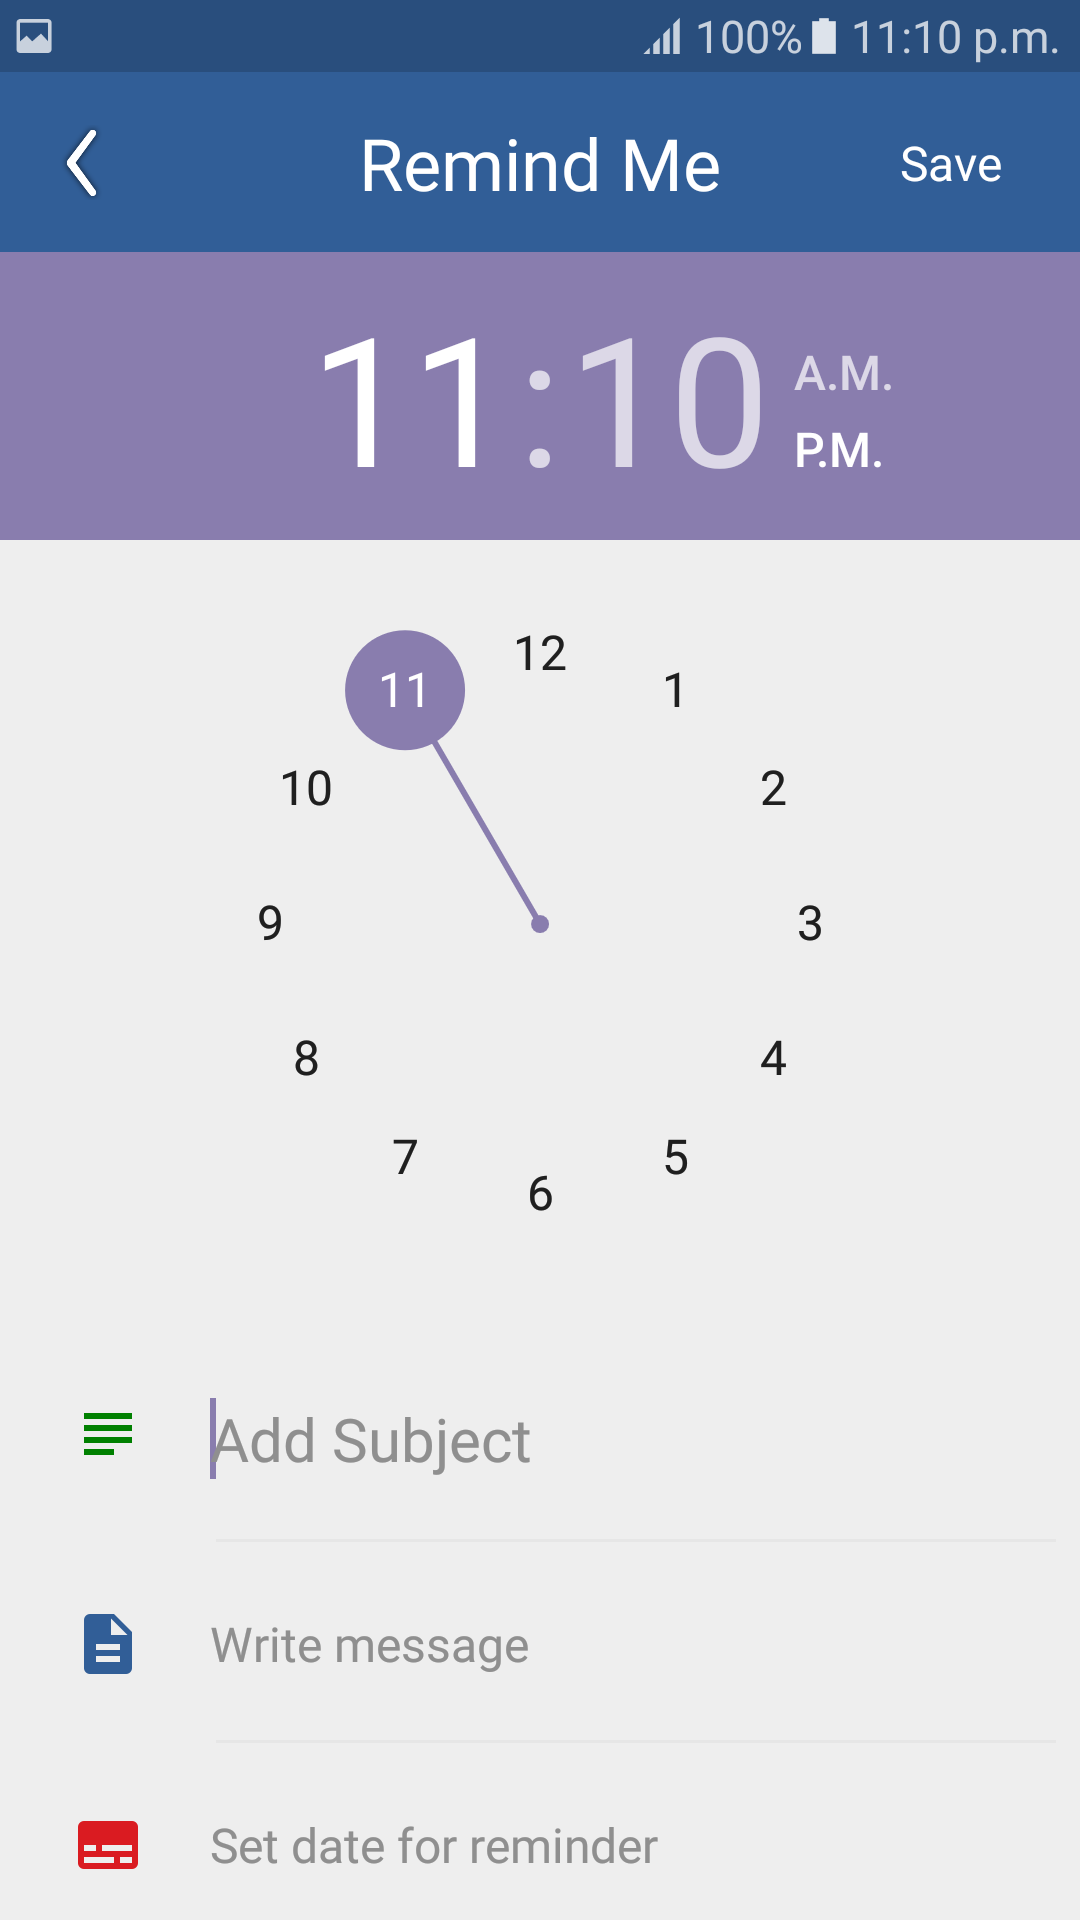 100% 11:10 p.m.
Remind Me
Save
11:10
A.M.
P.M.
12
11
1
10
2
9
3
8
4
7
5
6
Add Subject
Write message
Set date for reminder